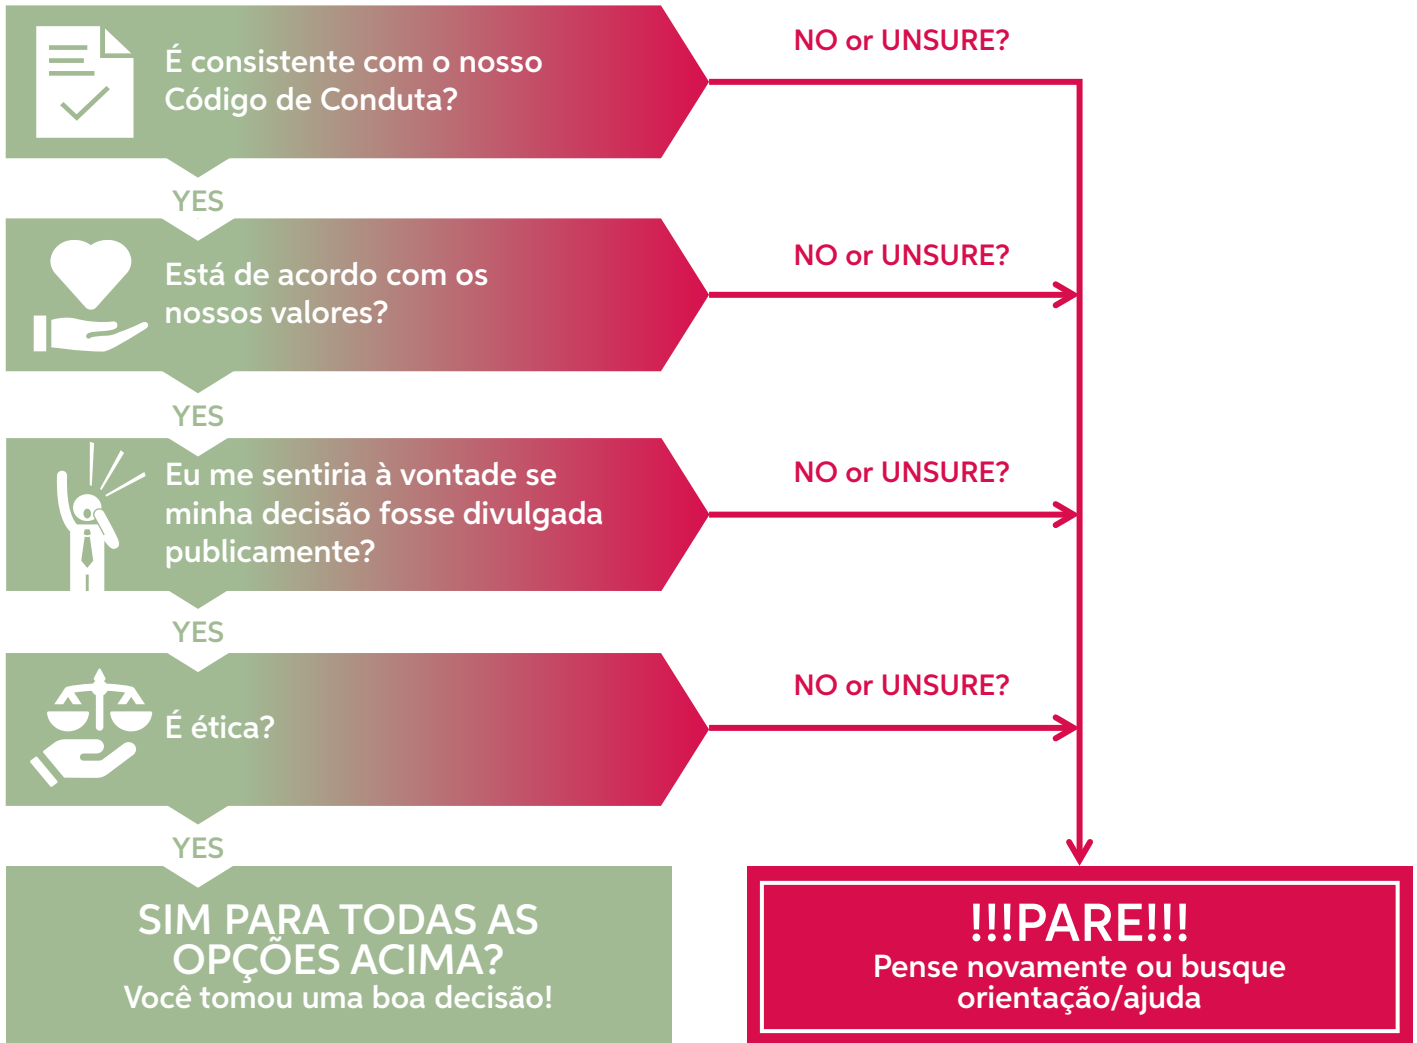 É consistente com o nosso
Código de Conduta?
NO or UNSURE?
YES
Está de acordo com os
nossos valores?
NO or UNSURE?
YES
Eu me sentiria à vontade se
minha decisão fosse divulgada
publicamente?
NO or UNSURE?
YES
É ética?
NO or UNSURE?
YES
SIM PARA TODAS AS
OPÇÕES ACIMA?
Você tomou uma boa decisão!
!!!PARE!!!
Pense novamente ou busque
orientação/ajuda